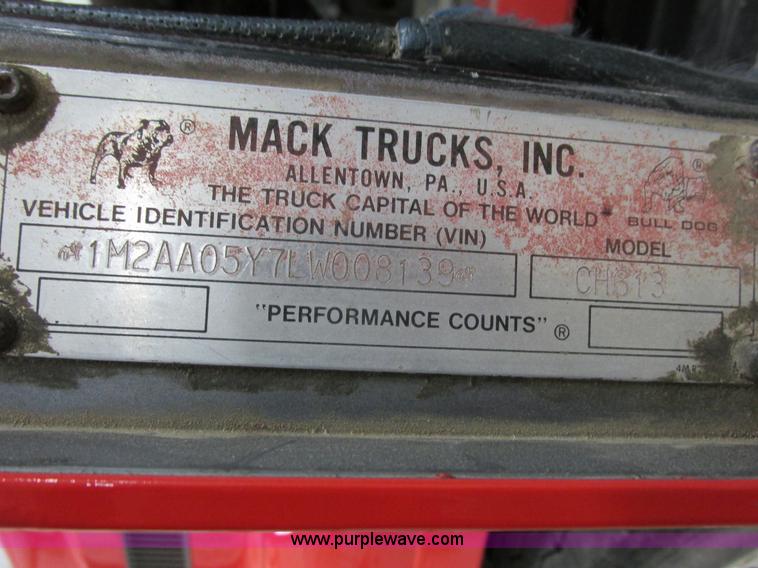 ® MACK TRUCKS, INC. ®
ALLENTOWN, PA., U.S.A.
THE TRUCK CAPITAL OF THE WORLD
BULL DOG
VEHICLE IDENTIFICATION NUMBER (VIN)
MODEL
1M2AA05Y7LW008139
CH613
"PERFORMANCE COUNTS" ®
www.purplewave.com